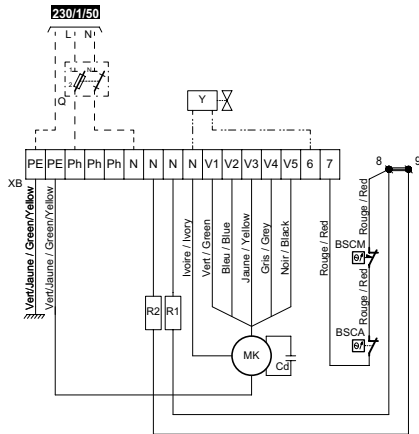 230/1/50
L N
1 N
2
Q
Y
8 9
PE PE Ph Ph Ph N N N N V1 V2 V3 V4 V5 6 7
XB
Vert/Jaune / Green/Yellow
Vert/Jaune / Green/Yellow
Ivoire / Ivory
Vert / Green
Bleu / Blue
Jaune / Yellow
Gris / Grey
Noir / Black
Rouge / Red
Rouge / Red
BSCM
θ
Rouge / Red
BSCA
θ
R2 R1
MK
Cd